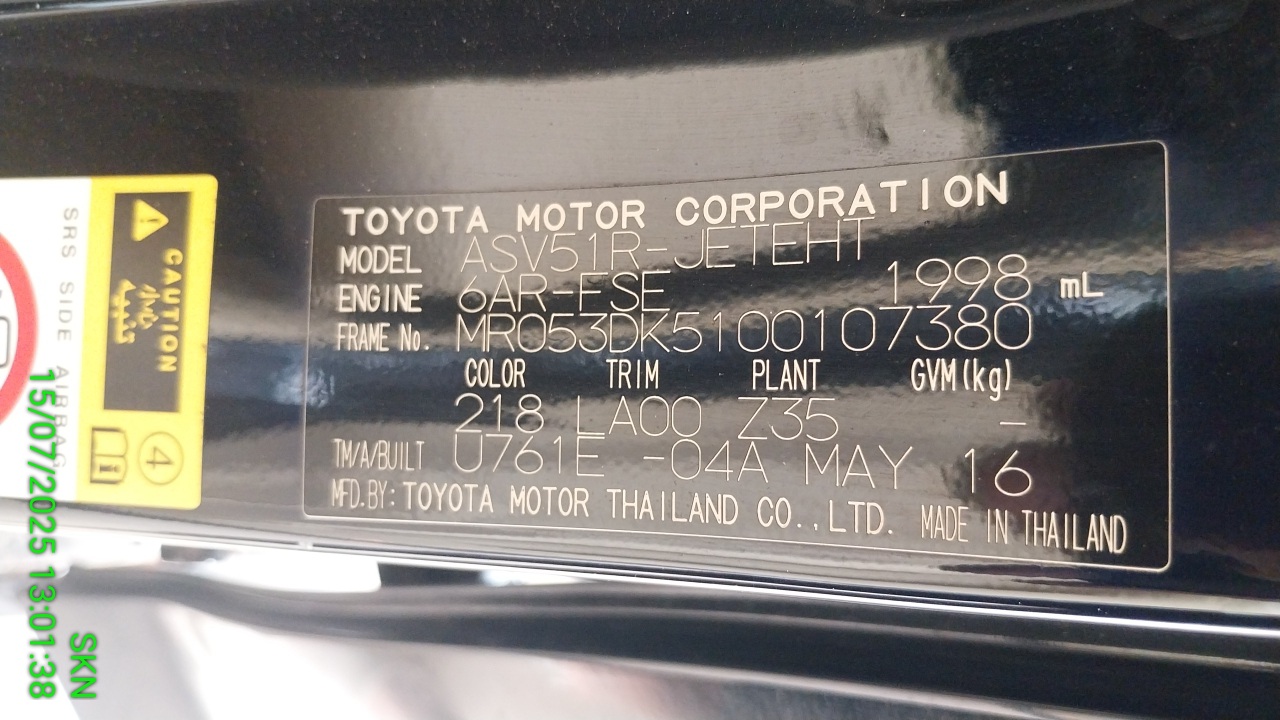 TOYOTA MOTOR CORPORATION
MODEL ASV51R-JETEHT
ENGINE 6AR-FSE 1998 mL
FRAME No. MR053DK5100107380
COLOR TRIM PLANT GVM(kg)
218 LA00 Z35 -
TM/A/BUILT U761E -04A MAY 16
MFD.BY: TOYOTA MOTOR THAILAND CO.,LTD. MADE IN THAILAND
CAUTION
4
SRS SIDE AIRBAG
15/07/2025 13:01:38
SKN